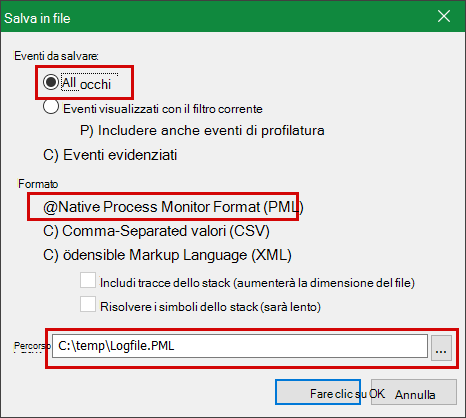 Salva in file
Eventi da salvare:
All occhi
Eventi visualizzati con il filtro corrente
P) Includere anche eventi di profilatura
C) Eventi evidenziati
Formato
@Native Process Monitor Format (PML)
C) Comma-Separated valori (CSV)
C) ödensible Markup Language (XML)
Includi tracce dello stack (aumenterà la dimensione del file)
Risolvere i simboli dello stack (sarà lento)
Percorso C:\temp\Logfile.PML ...
Fare clic su OK Annulla